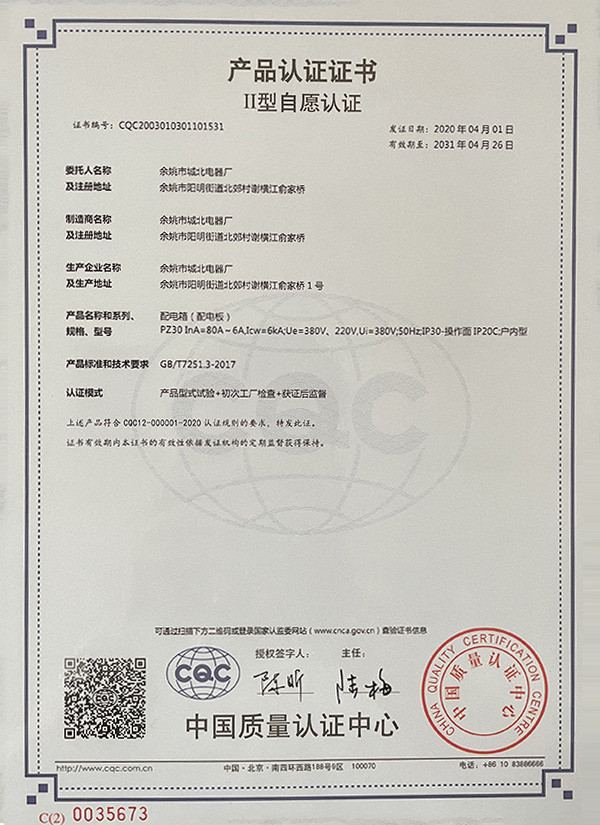 产品认证证书
II型自愿认证
证书编号：CQC2003010301101531
发证日期：2020 年 04 月 01 日
有效期至：2031 年 04 月 26 日
委托人名称 余姚市城北电器厂
及注册地址 余姚市阳明街道北郊村谢横江俞家桥
制造商名称 余姚市城北电器厂
及注册地址 余姚市阳明街道北郊村谢横江俞家桥
生产企业名称 余姚市城北电器厂
及生产地址 余姚市阳明街道北郊村谢横江俞家桥 1 号
产品名称和系列、 配电箱（配电板）
规格、型号 PZ30 InA=80A～6A,Icw=6kA;Ue=380V、220V,Ui=380V;50Hz;IP30-操作面 IP20C;户内型
产品标准和技术要求 GB/T7251.3-2017
认证模式 产品型式试验+初次工厂检查+获证后监督
上述产品符合 CQC12-000001-2020 认证规则的要求，特发此证。
证书有效期内本证书的有效性依据发证机构的定期监督获得保持。
CQC
可通过扫描下方二维码或登录国家认监委网站（www.cnca.gov.cn）查验证书信息
CQC
授权签字人： 主任：
陈昕 陆梅
中国质量认证中心
CHINA QUALITY CERTIFICATION CENTRE
中国质量认证中心
http://www.cqc.com.cn 中国·北京·南四环西路188号9区 100070 电话：+86 10 83886666
C(2) 0035673